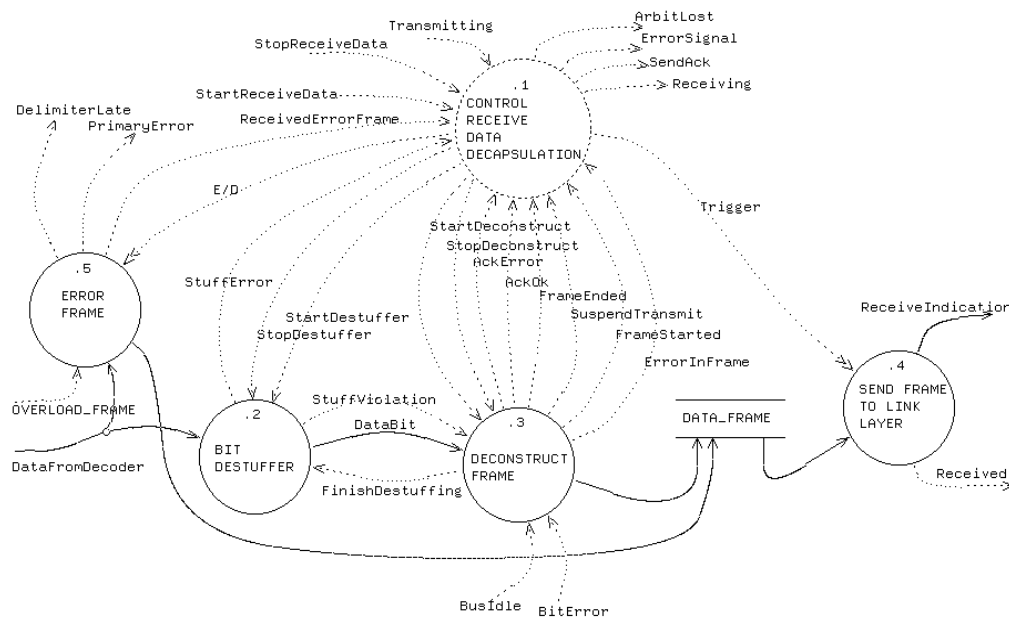 ArbitLost
Transmitting
ErrorSignal
StopReceiveData
SendAck
Receiving
.1
CONTROL
RECEIVE
DATA
DECAPSULATION
StartReceiveData
DelimiterLate
PrimaryError
ReceivedErrorFrame
E/D
Trigger
StartDeconstruct
StopDeconstruct
AckError
AckOk
.5
ERROR
FRAME
StuffError
FrameEnded
SuspendTransmit
StartDestuffer
StopDestuffer
FrameStarted
ErrorInFrame
ReceiveIndication
.4
SEND FRAME
TO LINK
LAYER
OVERLOAD_FRAME
StuffViolation
DataBit
.2
BIT
DESTUFFER
.3
DECONSTRUCT
FRAME
DATA_FRAME
DataFromDecoder
FinishDestuffing
Received
BusIdle
BitError